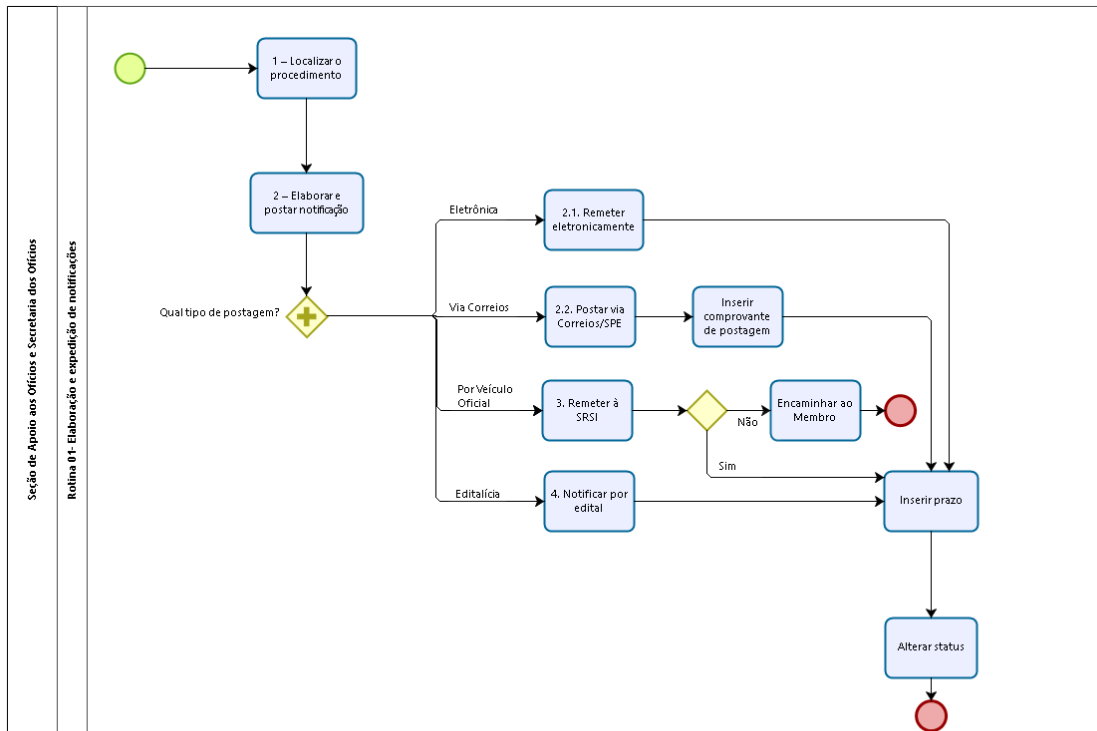 Seção de Apoio aos Ofícios e Secretaria dos Ofícios
Rotina 01- Elaboração e expedição de notificações
1 – Localizar o
procedimento
2 – Elaborar e
postar notificação
Qual tipo de postagem?
Eletrônica
2.1. Remeter
eletronicamente
Via Correios
2.2. Postar via
Correios/SPE
Inserir
comprovante
de postagem
Por Veículo
Oficial
3. Remeter à
SRSI
Não
Encaminhar ao
Membro
Sim
Editalícia
4. Notificar por
edital
Inserir prazo
Alterar status